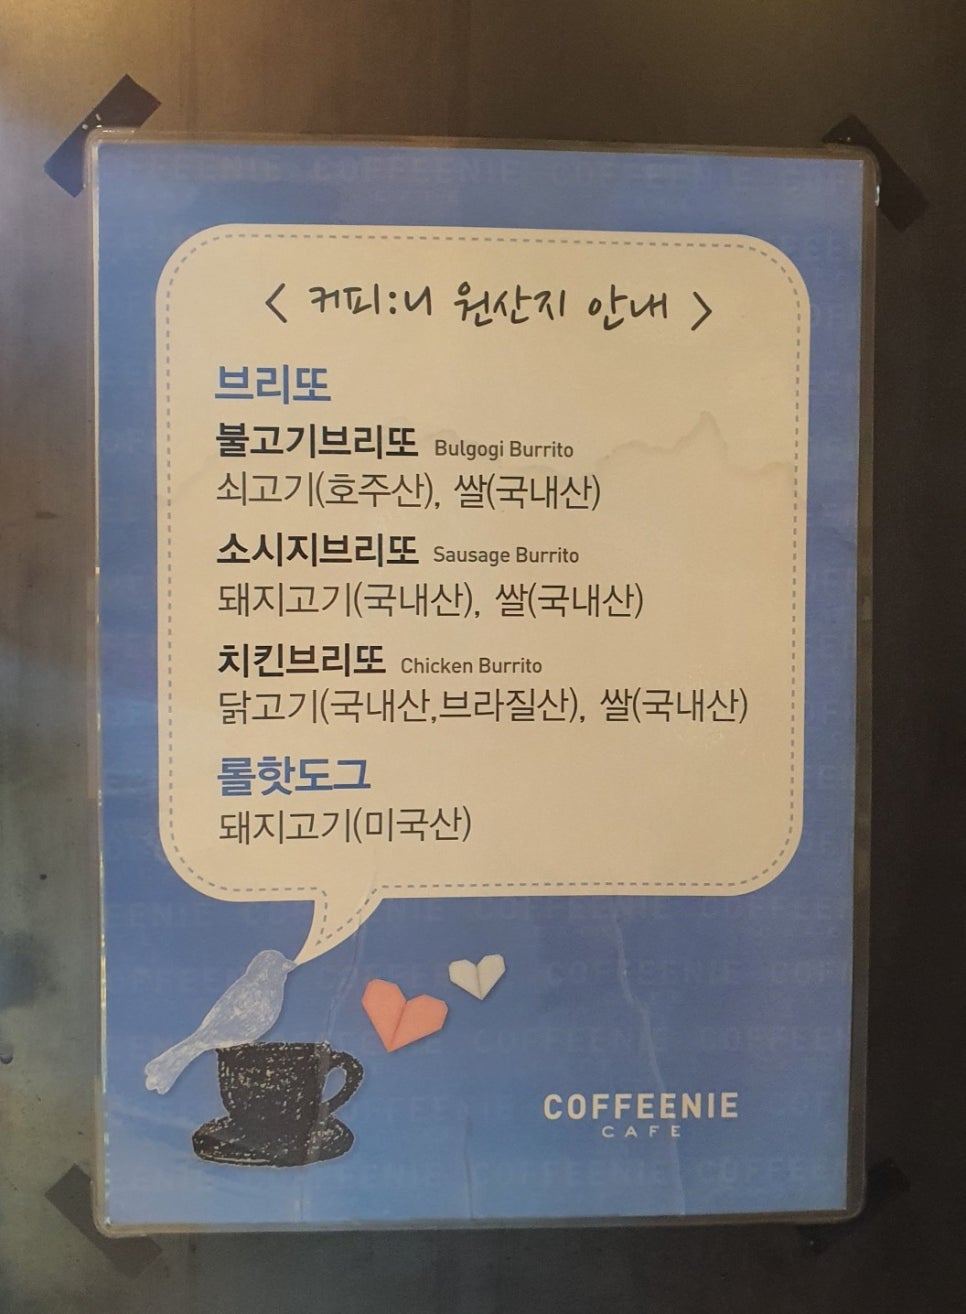 < 커피:니 원산지 안내 >
브리또
불고기브리또 Bulgogi Burrito
쇠고기(호주산), 쌀(국내산)
소시지브리또 Sausage Burrito
돼지고기(국내산), 쌀(국내산)
치킨브리또 Chicken Burrito
닭고기(국내산,브라질산), 쌀(국내산)
롤핫도그
돼지고기(미국산)
COFFEENIE
CAFE